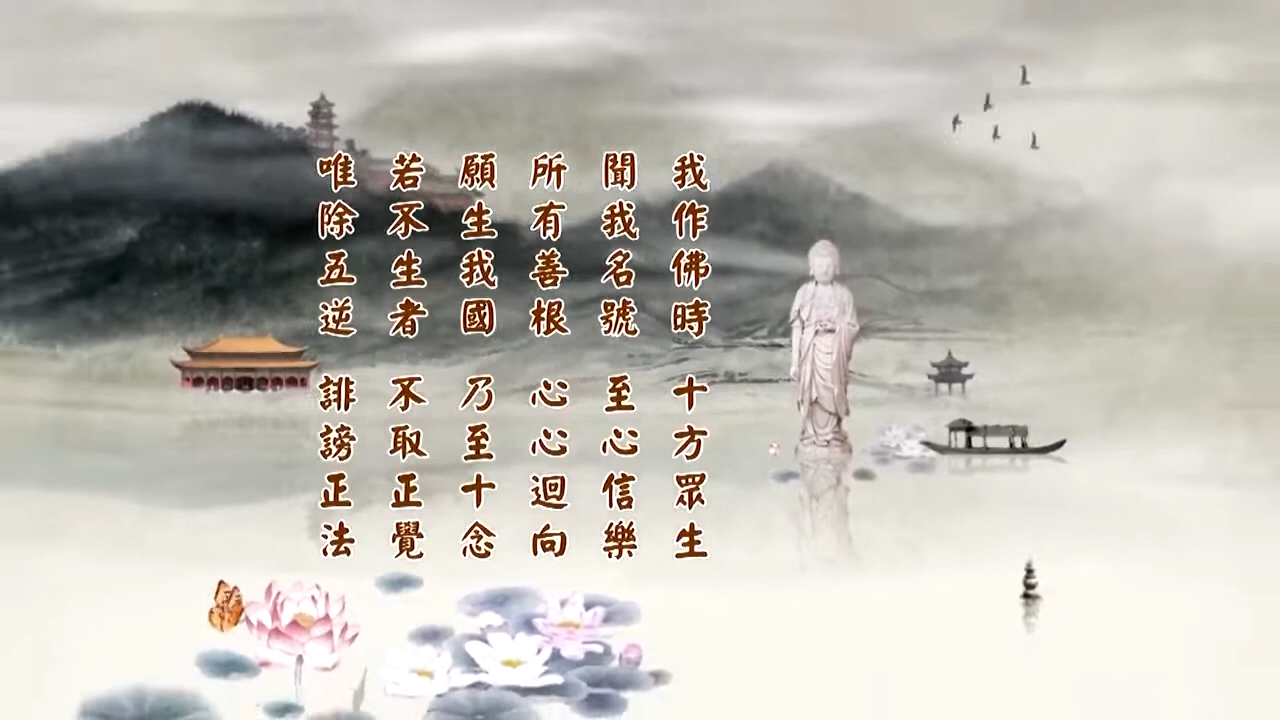 我作佛時 十方眾生
聞我名號 至心信樂
所有善根 心心迴向
願生我國 乃至十念
若不生者 不取正覺
唯除五逆 誹謗正法